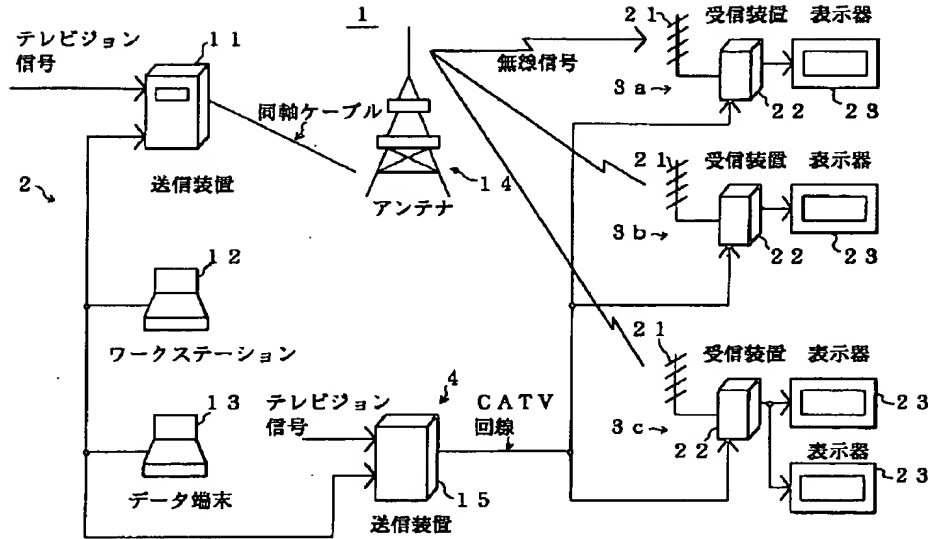 テレビジョン
信号
11
送信装置
2
同軸ケーブル
1
14
アンテナ
無線信号
21
受信装置
表示器
3a
22
23
21
受信装置
表示器
3b
22
23
21
受信装置
表示器
3c
22
23
表示器
23
12
ワークステーション
13
データ端末
テレビジョン
信号
4
15
送信装置
CATV
回線